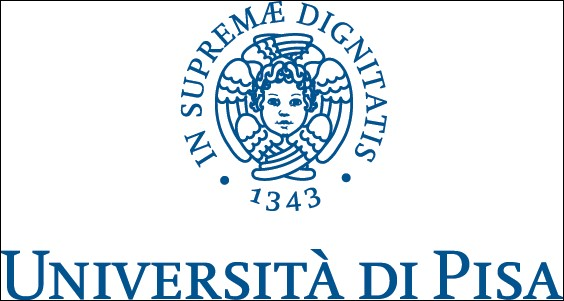 IN SUPREMÆ DIGNITATIS
· 1343 ·
UNIVERSITÀ DI PISA